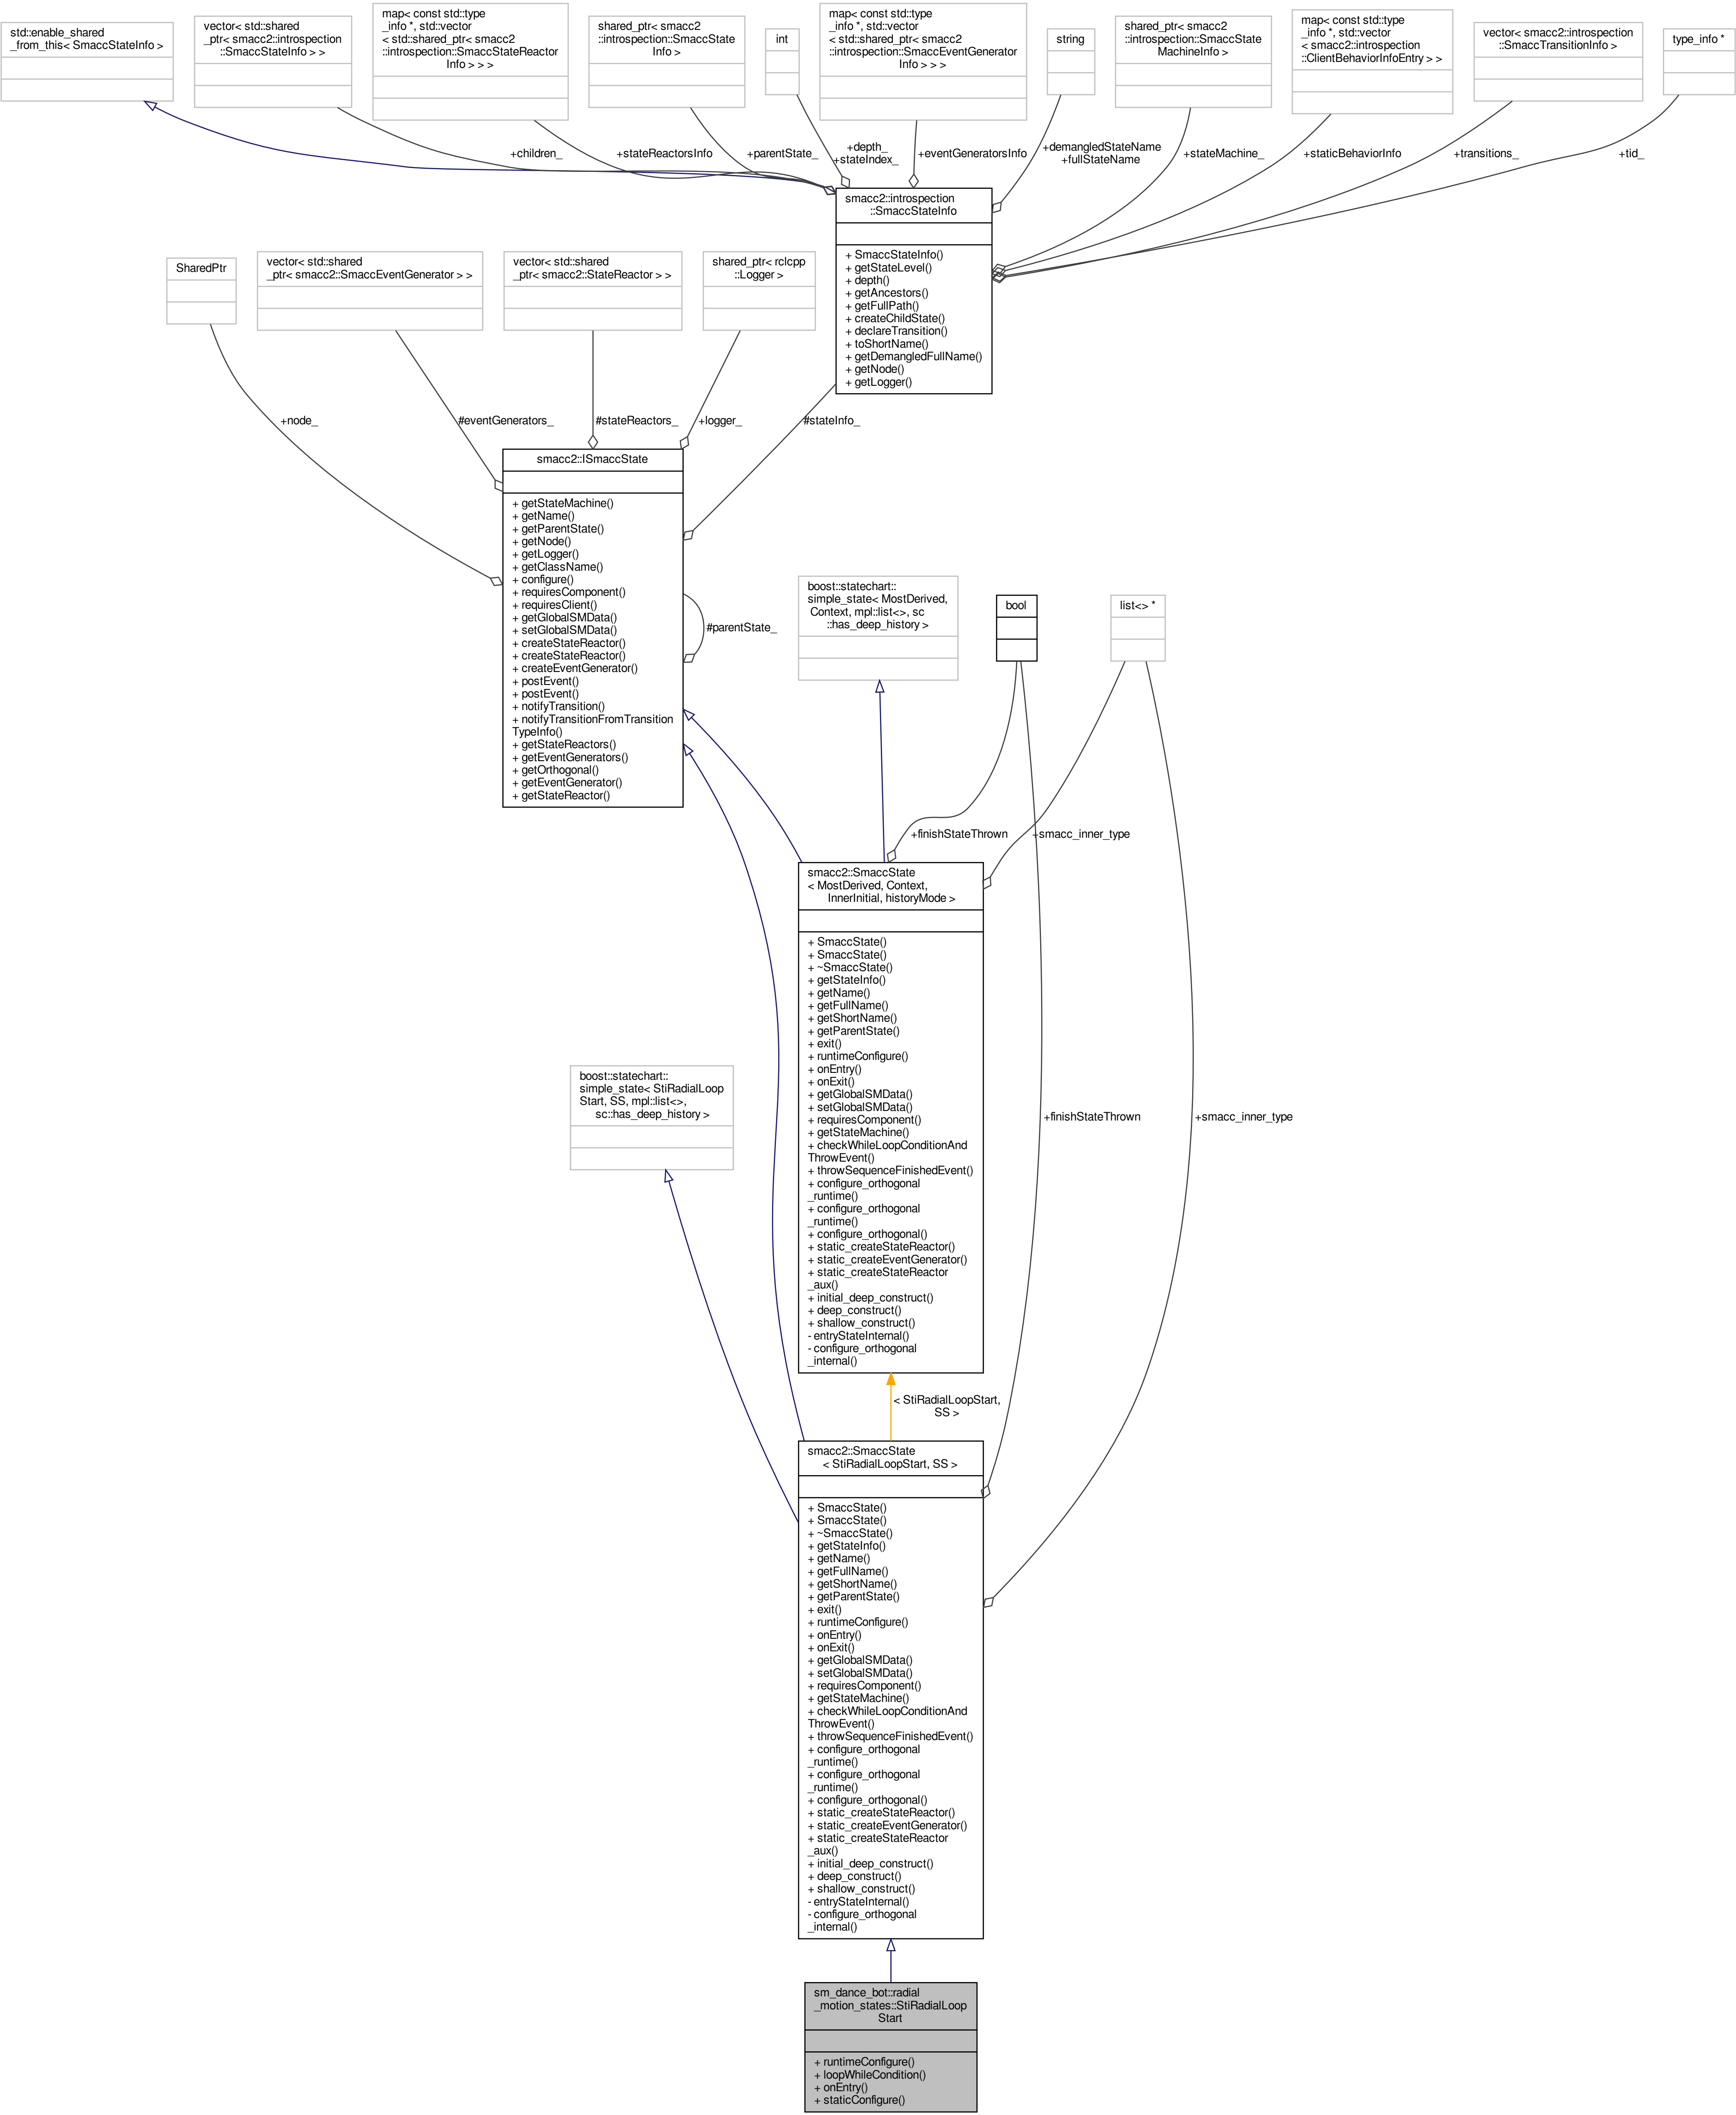 std::enable_shared
_from_this< SmaccStateInfo >
vector< std::shared
_ptr< smacc2::introspection
::SmaccStateInfo > >
map< const std::type
_info *, std::vector
< std::shared_ptr< smacc2
::introspection::SmaccStateReactor
Info > > >
shared_ptr< smacc2
::introspection::SmaccState
Info >
int
map< const std::type
_info *, std::vector
< std::shared_ptr< smacc2
::introspection::SmaccEventGenerator
Info > > >
string
shared_ptr< smacc2
::introspection::SmaccState
MachineInfo >
map< const std::type
_info *, std::vector
< smacc2::introspection
::ClientBehaviorInfoEntry > >
vector< smacc2::introspection
::SmaccTransitionInfo >
type_info *
+children_
+stateReactorsInfo
+parentState_
+depth_
+stateIndex_
+eventGeneratorsInfo
+demangledStateName
+fullStateName
+stateMachine_
+staticBehaviorInfo
+transitions_
+tid_
smacc2::introspection
::SmaccStateInfo
+ SmaccStateInfo()
+ getStateLevel()
+ depth()
+ getAncestors()
+ getFullPath()
+ createChildState()
+ declareTransition()
+ toShortName()
+ getDemangledFullName()
+ getNode()
+ getLogger()
SharedPtr
vector< std::shared
_ptr< smacc2::SmaccEventGenerator > >
vector< std::shared
_ptr< smacc2::StateReactor > >
shared_ptr< rclcpp
::Logger >
+node_
#eventGenerators_
#stateReactors_
+logger_
#stateInfo_
smacc2::ISmaccState
+ getStateMachine()
+ getName()
+ getParentState()
+ getNode()
+ getLogger()
+ getClassName()
+ configure()
+ requiresComponent()
+ requiresClient()
+ getGlobalSMData()
+ setGlobalSMData()
+ createStateReactor()
+ createStateReactor()
+ createEventGenerator()
+ postEvent()
+ postEvent()
+ notifyTransition()
+ notifyTransitionFromTransition
TypeInfo()
+ getStateReactors()
+ getEventGenerators()
+ getOrthogonal()
+ getEventGenerator()
+ getStateReactor()
#parentState_
boost::statechart::
simple_state< MostDerived,
Context, mpl::list<>, sc
::has_deep_history >
bool
list<> *
+finishStateThrown
+smacc_inner_type
smacc2::SmaccState
< MostDerived, Context,
InnerInitial, historyMode >
+ SmaccState()
+ SmaccState()
+ ~SmaccState()
+ getStateInfo()
+ getName()
+ getFullName()
+ getShortName()
+ getParentState()
+ exit()
+ runtimeConfigure()
+ onEntry()
+ onExit()
+ getGlobalSMData()
+ setGlobalSMData()
+ requiresComponent()
+ getStateMachine()
+ checkWhileLoopConditionAnd
ThrowEvent()
+ throwSequenceFinishedEvent()
+ configure_orthogonal
_runtime()
+ configure_orthogonal
_runtime()
+ configure_orthogonal()
+ static_createStateReactor()
+ static_createEventGenerator()
+ static_createStateReactor
_aux()
+ initial_deep_construct()
+ deep_construct()
+ shallow_construct()
- entryStateInternal()
- configure_orthogonal
_internal()
boost::statechart::
simple_state< StiRadialLoop
Start, SS, mpl::list<>,
sc::has_deep_history >
+finishStateThrown
+smacc_inner_type
< StiRadialLoopStart,
SS >
smacc2::SmaccState
< StiRadialLoopStart, SS >
+ SmaccState()
+ SmaccState()
+ ~SmaccState()
+ getStateInfo()
+ getName()
+ getFullName()
+ getShortName()
+ getParentState()
+ exit()
+ runtimeConfigure()
+ onEntry()
+ onExit()
+ getGlobalSMData()
+ setGlobalSMData()
+ requiresComponent()
+ getStateMachine()
+ checkWhileLoopConditionAnd
ThrowEvent()
+ throwSequenceFinishedEvent()
+ configure_orthogonal
_runtime()
+ configure_orthogonal
_runtime()
+ configure_orthogonal()
+ static_createStateReactor()
+ static_createEventGenerator()
+ static_createStateReactor
_aux()
+ initial_deep_construct()
+ deep_construct()
+ shallow_construct()
- entryStateInternal()
- configure_orthogonal
_internal()
sm_dance_bot::radial
_motion_states::StiRadialLoop
Start
+ runtimeConfigure()
+ loopWhileCondition()
+ onEntry()
+ staticConfigure()